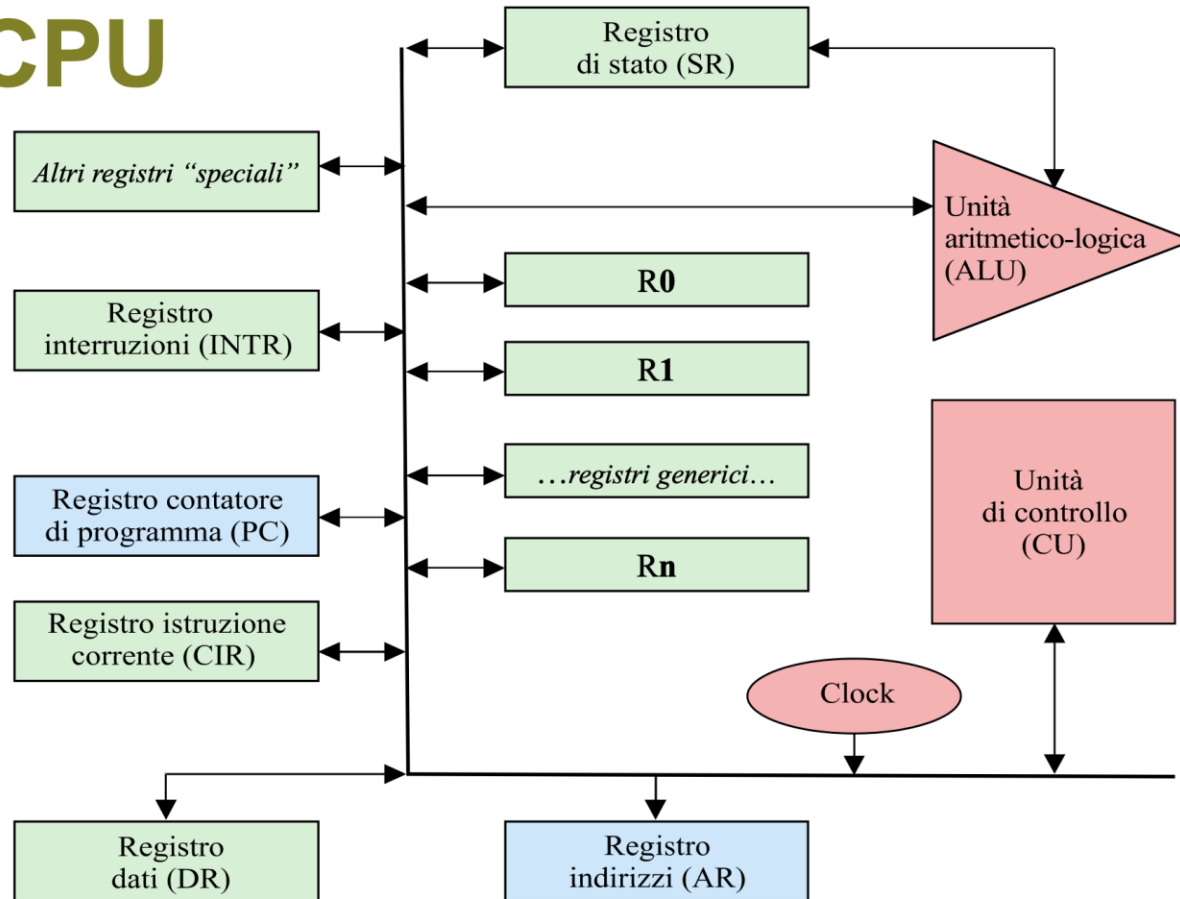 CPU
Registro
di stato (SR)
Altri registri “speciali”
Unità
aritmetico-logica
(ALU)
R0
Registro
interruzioni (INTR)
R1
…registri generici…
Unità
di controllo
(CU)
Registro contatore
di programma (PC)
Rn
Registro istruzione
corrente (CIR)
Clock
Registro
dati (DR)
Registro
indirizzi (AR)